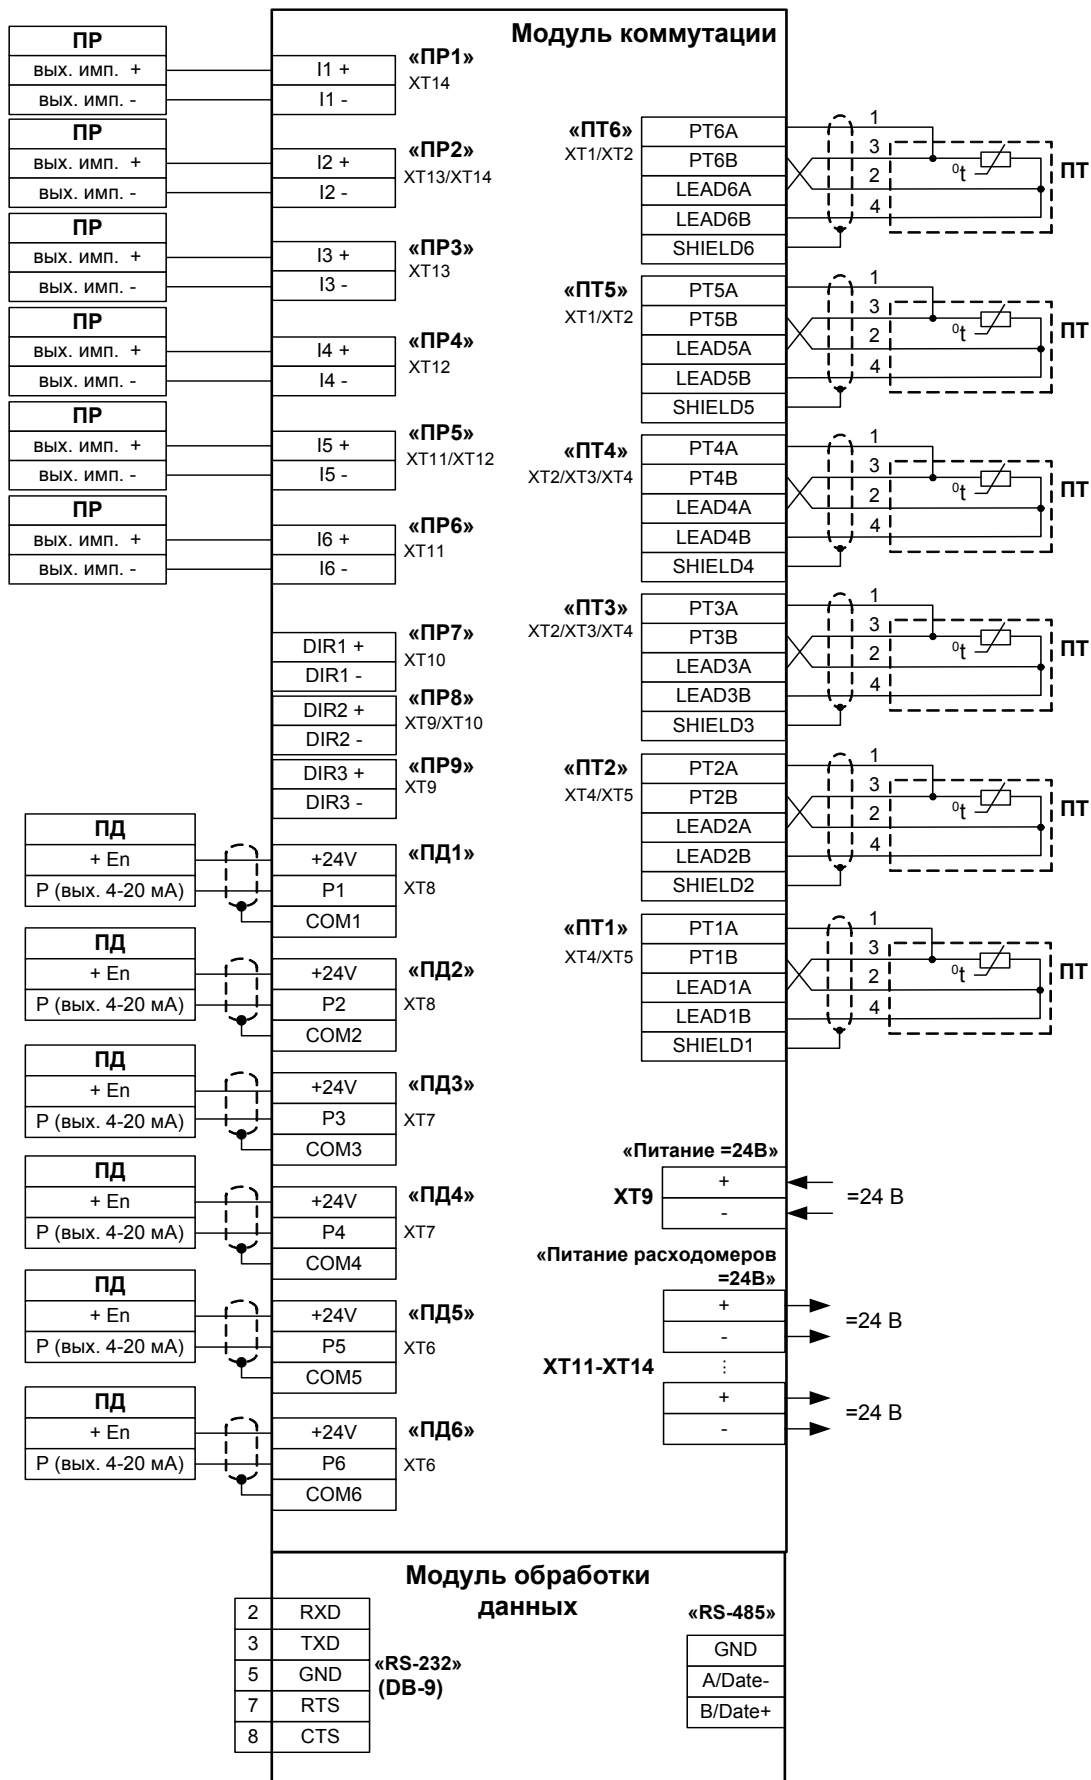 Модуль коммутации
ПР
вых. имп. +
вых. имп. -
I1 +
I1 -
«ПР1»
XT14
ПР
вых. имп. +
вых. имп. -
I2 +
I2 -
«ПР2»
XT13/XT14
ПР
вых. имп. +
вых. имп. -
I3 +
I3 -
«ПР3»
XT13
ПР
вых. имп. +
вых. имп. -
I4 +
I4 -
«ПР4»
XT12
ПР
вых. имп. +
вых. имп. -
I5 +
I5 -
«ПР5»
XT11/XT12
ПР
вых. имп. +
вых. имп. -
I6 +
I6 -
«ПР6»
XT11
DIR1 +
DIR1 -
«ПР7»
XT10
DIR2 +
DIR2 -
«ПР8»
XT9/XT10
DIR3 +
DIR3 -
«ПР9»
XT9
ПД
+ En
P (вых. 4-20 мА)
+24V
P1
COM1
«ПД1»
XT8
ПД
+ En
P (вых. 4-20 мА)
+24V
P2
COM2
«ПД2»
XT8
ПД
+ En
P (вых. 4-20 мА)
+24V
P3
COM3
«ПД3»
XT7
ПД
+ En
P (вых. 4-20 мА)
+24V
P4
COM4
«ПД4»
XT7
ПД
+ En
P (вых. 4-20 мА)
+24V
P5
COM5
«ПД5»
XT6
ПД
+ En
P (вых. 4-20 мА)
+24V
P6
COM6
«ПД6»
XT6
«ПТ6»
XT1/XT2
PT6A
PT6B
LEAD6A
LEAD6B
SHIELD6
1
3
2
4
0t
ПТ
«ПТ5»
XT1/XT2
PT5A
PT5B
LEAD5A
LEAD5B
SHIELD5
1
3
2
4
0t
ПТ
«ПТ4»
XT2/XT3/XT4
PT4A
PT4B
LEAD4A
LEAD4B
SHIELD4
1
3
2
4
0t
ПТ
«ПТ3»
XT2/XT3/XT4
PT3A
PT3B
LEAD3A
LEAD3B
SHIELD3
1
3
2
4
0t
ПТ
«ПТ2»
XT4/XT5
PT2A
PT2B
LEAD2A
LEAD2B
SHIELD2
1
3
2
4
0t
ПТ
«ПТ1»
XT4/XT5
PT1A
PT1B
LEAD1A
LEAD1B
SHIELD1
1
3
2
4
0t
ПТ
«Питание =24В»
XT9
+
-
=24 В
«Питание расходомеров
=24В»
XT11-XT14
+
-
=24 В
⋮
+
-
=24 В
Модуль обработки
данных
2 RXD
3 TXD
5 GND
7 RTS
8 CTS
«RS-232»
(DB-9)
«RS-485»
GND
A/Date-
B/Date+